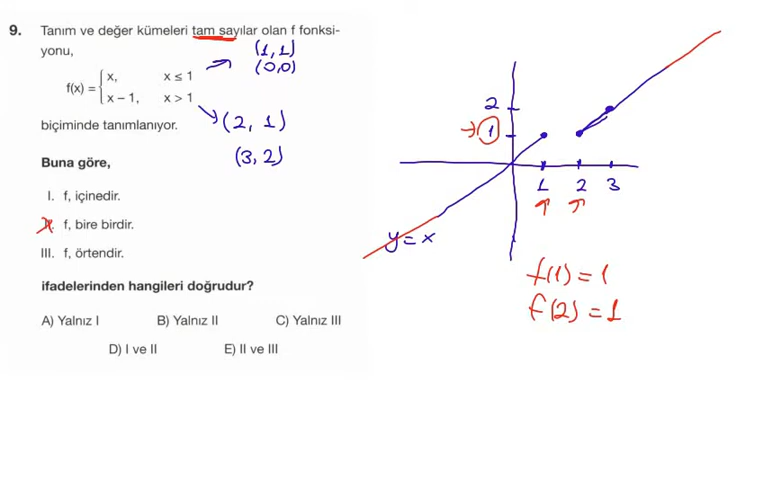 9. Tanım ve değer kümeleri tam sayılar olan f fonksi-
yonu,
f(x) = { x, x ≤ 1
x − 1, x > 1
(1, 1)
(0,0)
biçiminde tanımlanıyor.
(2, 1)
(3, 2)
Buna göre,
I. f, içinedir.
II. f, bire birdir.
III. f, örtendir.
ifadelerinden hangileri doğrudur?
A) Yalnız I B) Yalnız II C) Yalnız III
D) I ve II E) II ve III
2
1
1 2 3
y = x
f(1) = 1
f(2) = 1